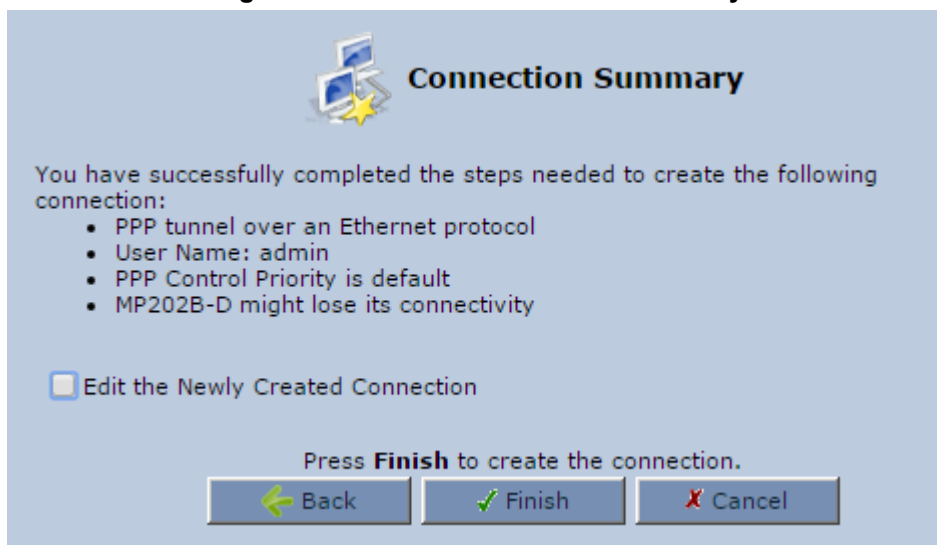 Connection Summary
You have successfully completed the steps needed to create the following
connection:
• PPP tunnel over an Ethernet protocol
• User Name: admin
• PPP Control Priority is default
• MP202B-D might lose its connectivity
Edit the Newly Created Connection
Press Finish to create the connection.
Back Finish Cancel